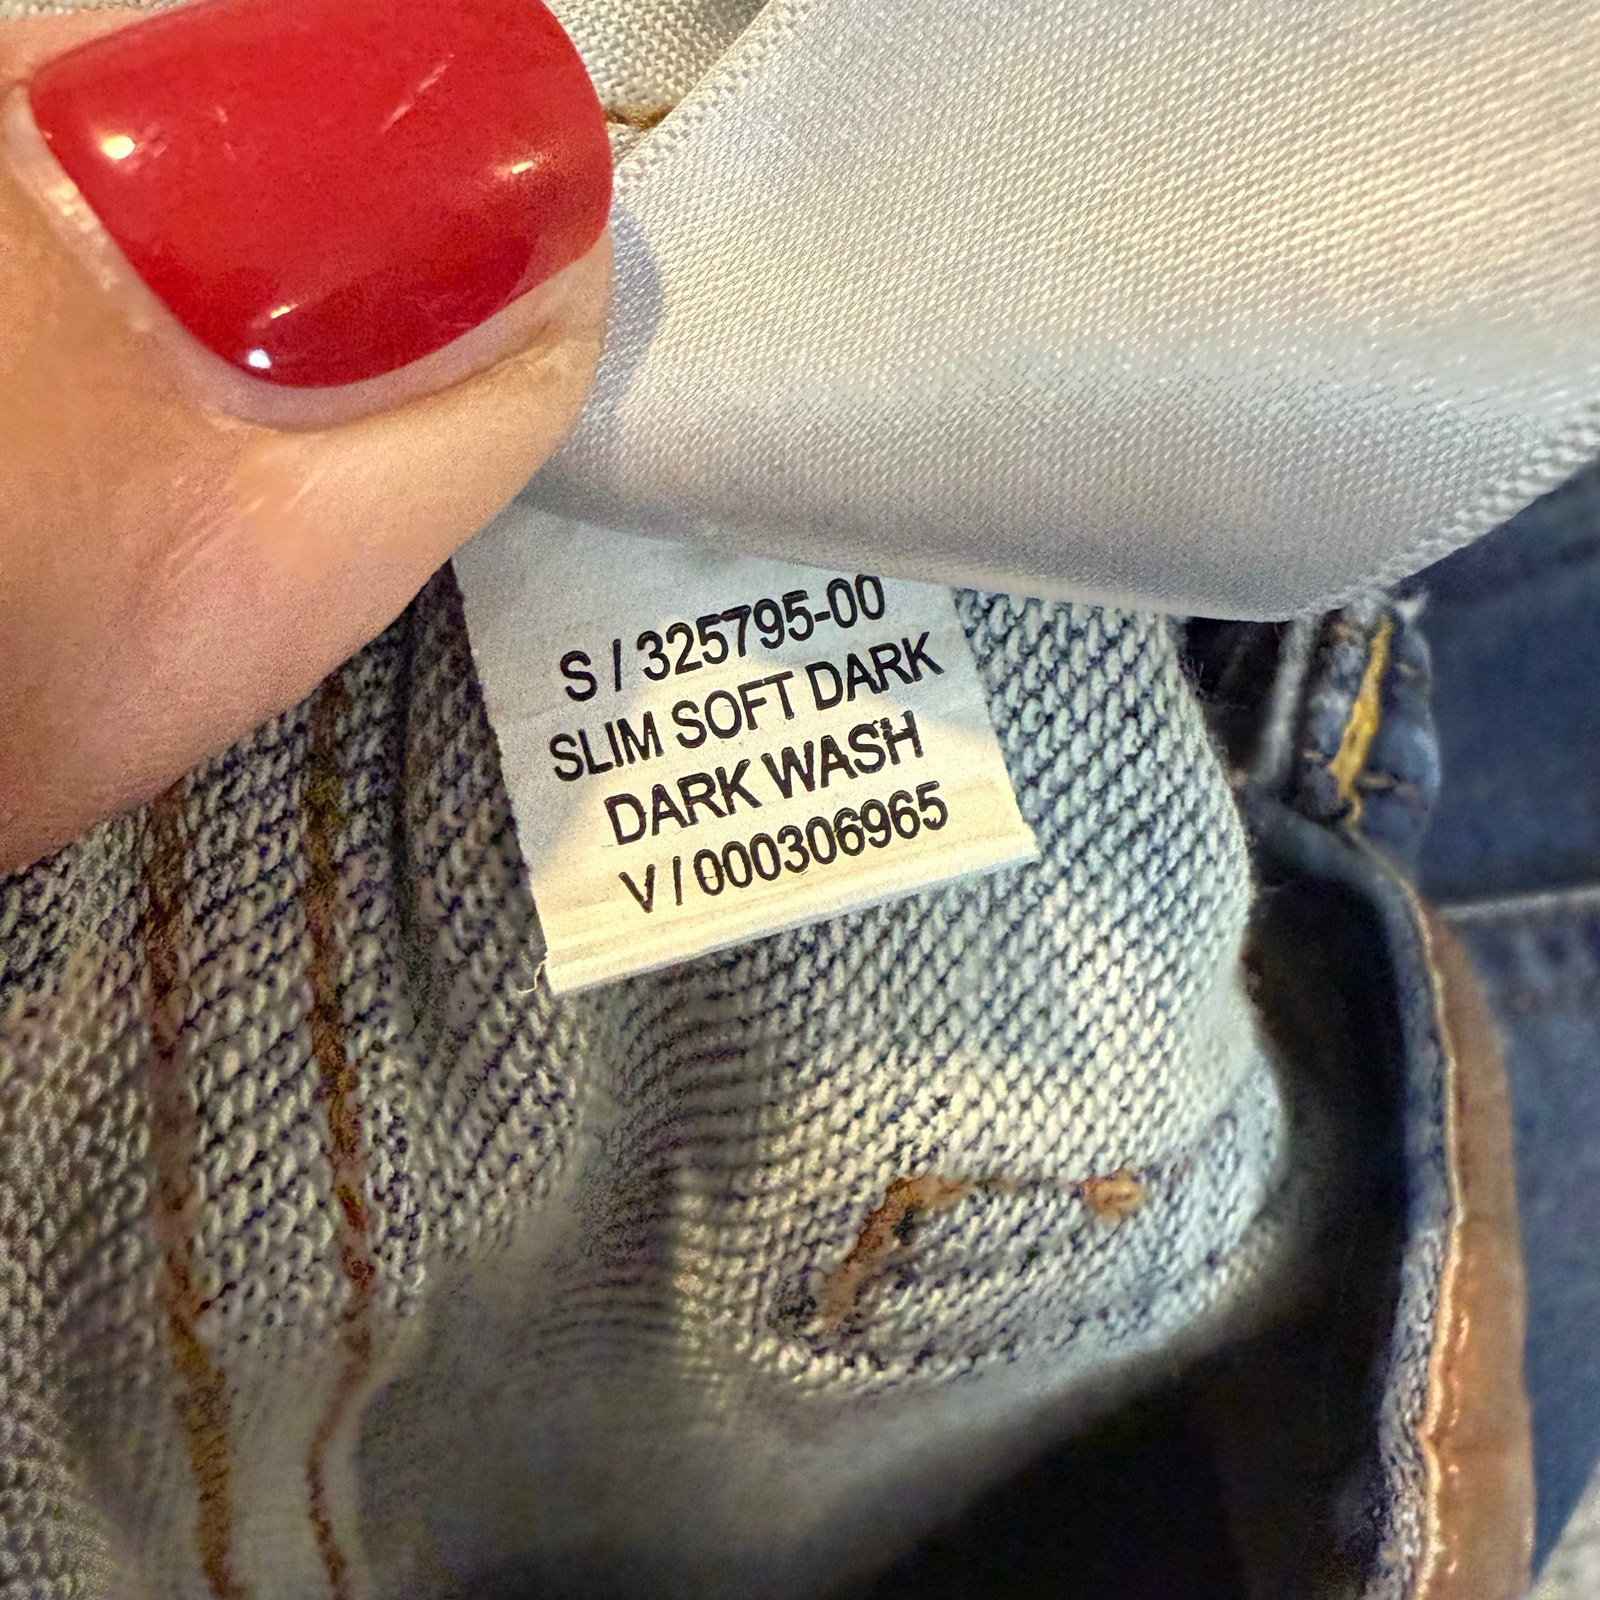 S / 325795-00
SLIM SOFT DARK
DARK WASH
V / 000306965